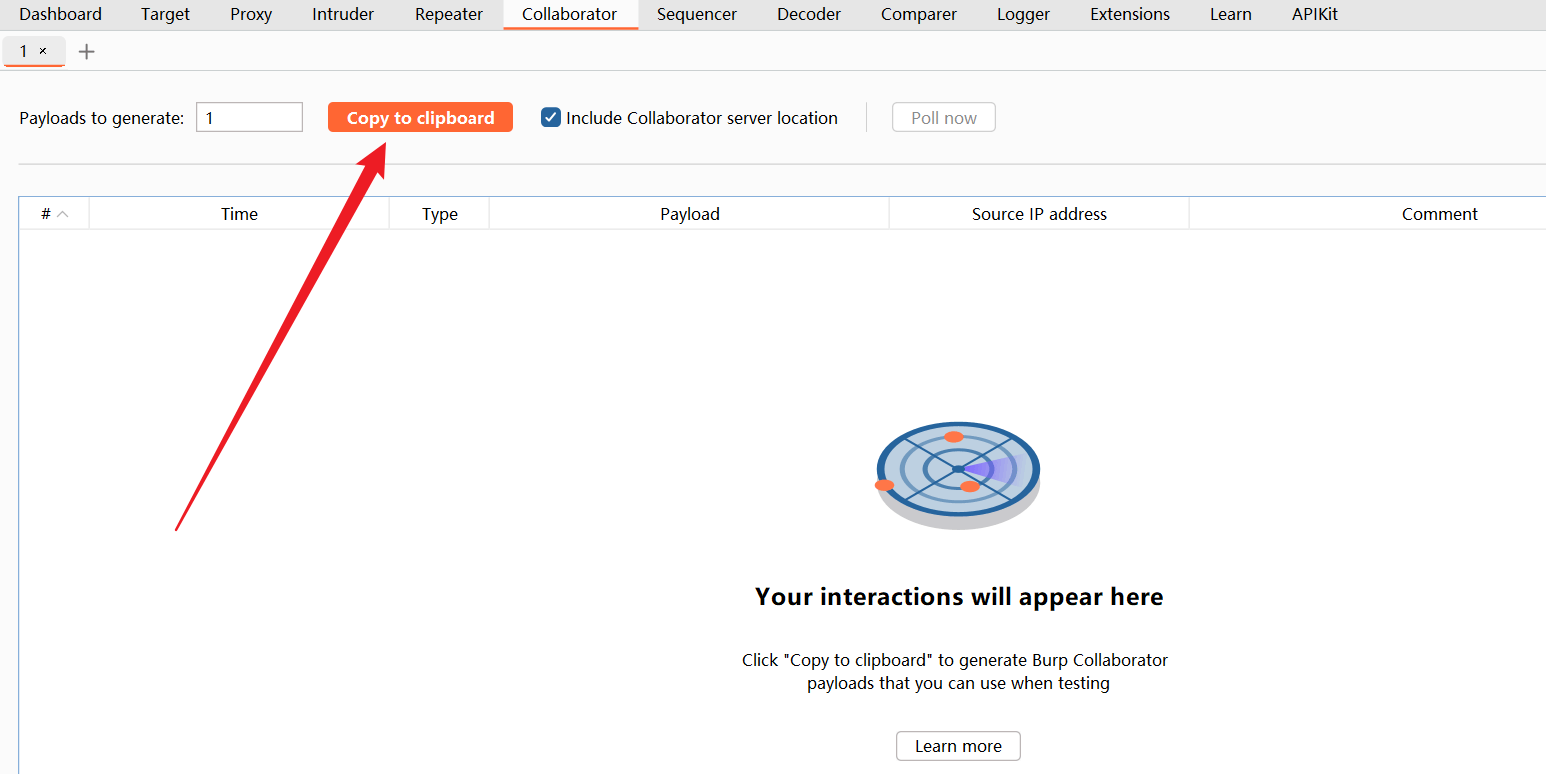 Dashboard Target Proxy Intruder Repeater Collaborator Sequencer Decoder Comparer Logger Extensions Learn APIKit
1 × +
Payloads to generate: 1 Copy to clipboard Include Collaborator server location Poll now
# Time Type Payload Source IP address Comment
Your interactions will appear here
Click "Copy to clipboard" to generate Burp Collaborator
payloads that you can use when testing
Learn more